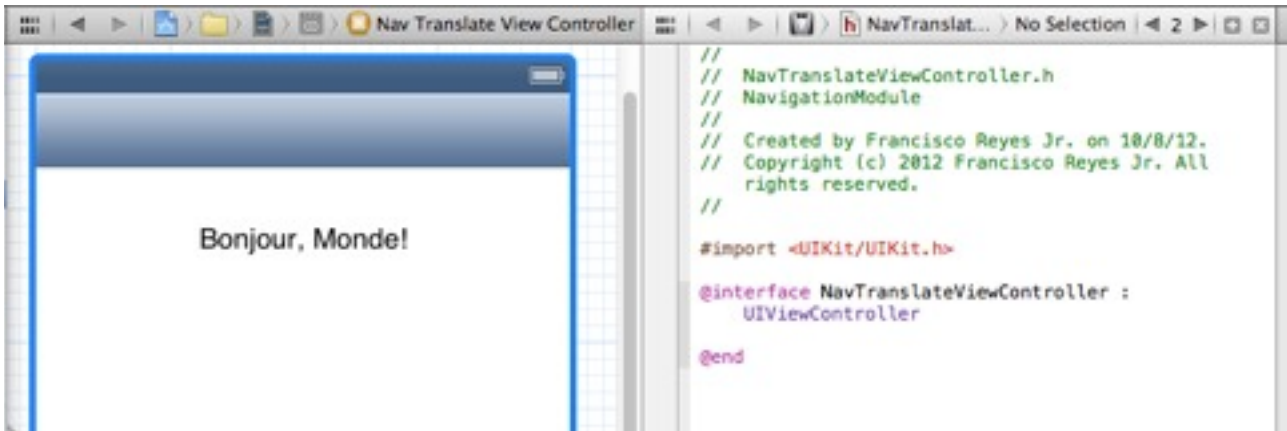 Nav Translate View Controller
NavTranslat... No Selection 2
Bonjour, Monde!
//
// NavTranslateViewController.h
// NavigationModule
//
// Created by Francisco Reyes Jr. on 10/8/12.
// Copyright (c) 2012 Francisco Reyes Jr. All
rights reserved.
//
#import <UIKit/UIKit.h>
@interface NavTranslateViewController :
UIViewController
@end